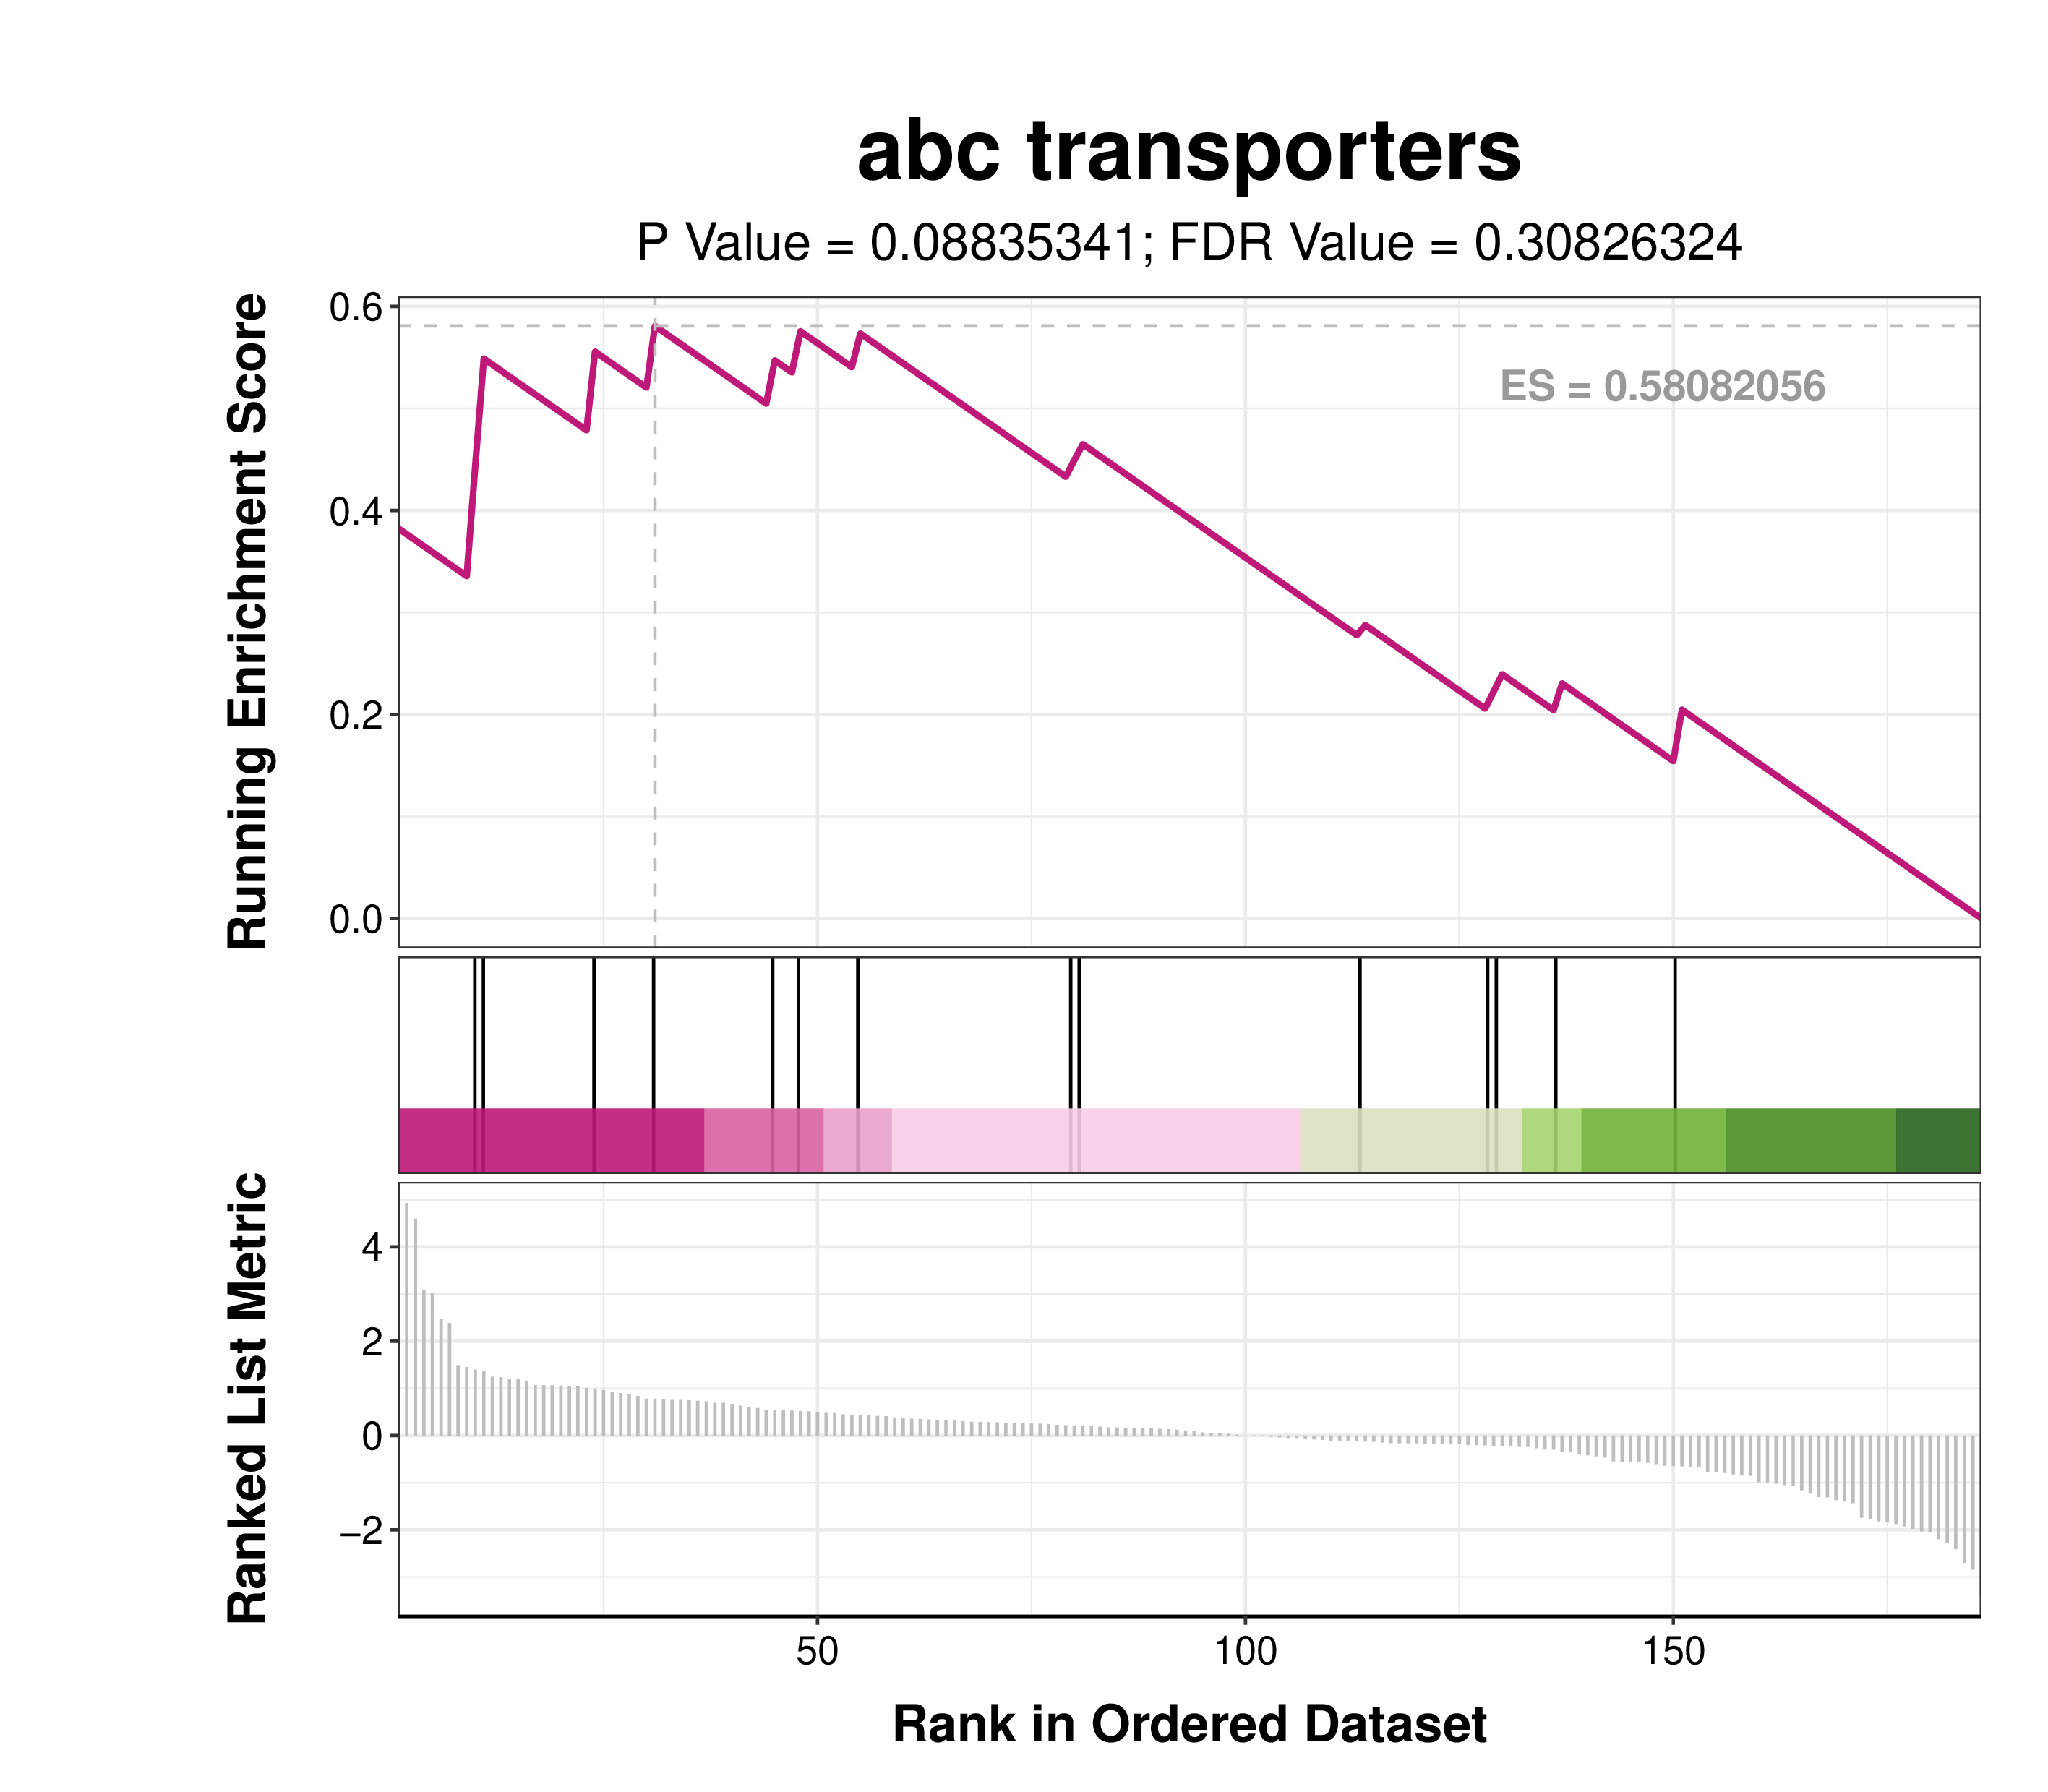 abc transporters
P Value = 0.08835341; FDR Value = 0.30826324
Running Enrichment Score
0.6
0.4
0.2
0.0
ES = 0.58082056
Ranked List Metric
4
2
0
−2
50 100 150
Rank in Ordered Dataset